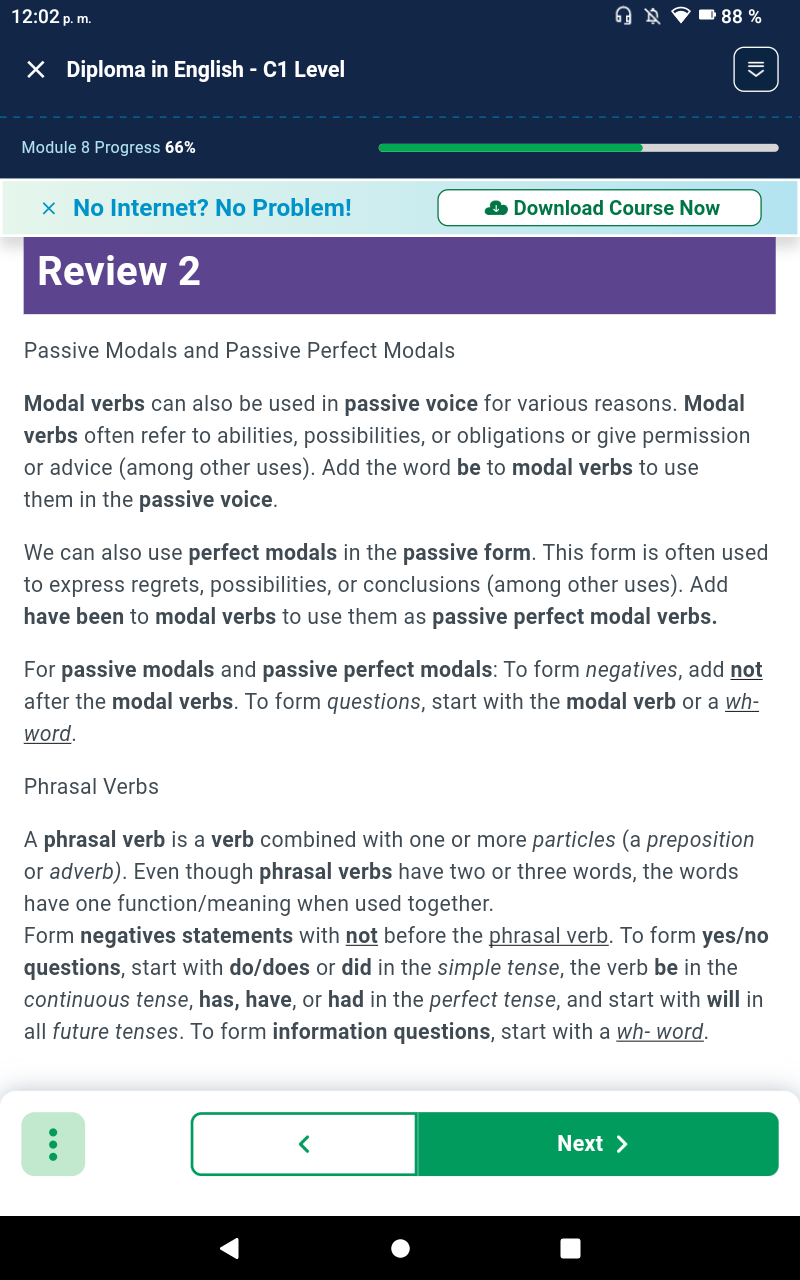 12:02 p. m.
88 %
Diploma in English - C1 Level
Module 8 Progress 66%
No Internet? No Problem!
Download Course Now
Review 2
Passive Modals and Passive Perfect Modals
Modal verbs can also be used in passive voice for various reasons. Modal
verbs often refer to abilities, possibilities, or obligations or give permission
or advice (among other uses). Add the word be to modal verbs to use
them in the passive voice.
We can also use perfect modals in the passive form. This form is often used
to express regrets, possibilities, or conclusions (among other uses). Add
have been to modal verbs to use them as passive perfect modal verbs.
For passive modals and passive perfect modals: To form negatives, add not
after the modal verbs. To form questions, start with the modal verb or a wh-
word.
Phrasal Verbs
A phrasal verb is a verb combined with one or more particles (a preposition
or adverb). Even though phrasal verbs have two or three words, the words
have one function/meaning when used together.
Form negatives statements with not before the phrasal verb. To form yes/no
questions, start with do/does or did in the simple tense, the verb be in the
continuous tense, has, have, or had in the perfect tense, and start with will in
all future tenses. To form information questions, start with a wh- word.
Next